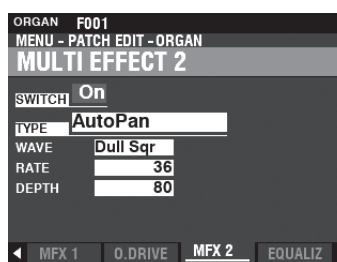 ORGAN F001
MENU - PATCH EDIT - ORGAN
MULTI EFFECT 2
SWITCH On
TYPE AutoPan
WAVE Dull Sqr
RATE 36
DEPTH 80
MFX 1 O.DRIVE MFX 2 EQUALIZ